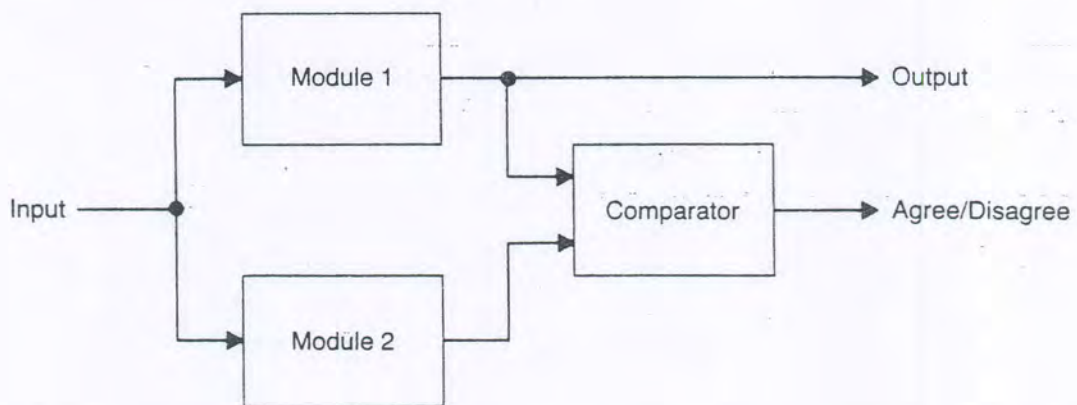 Module 1
Output
Input
Comparator
Agree/Disagree
Module 2